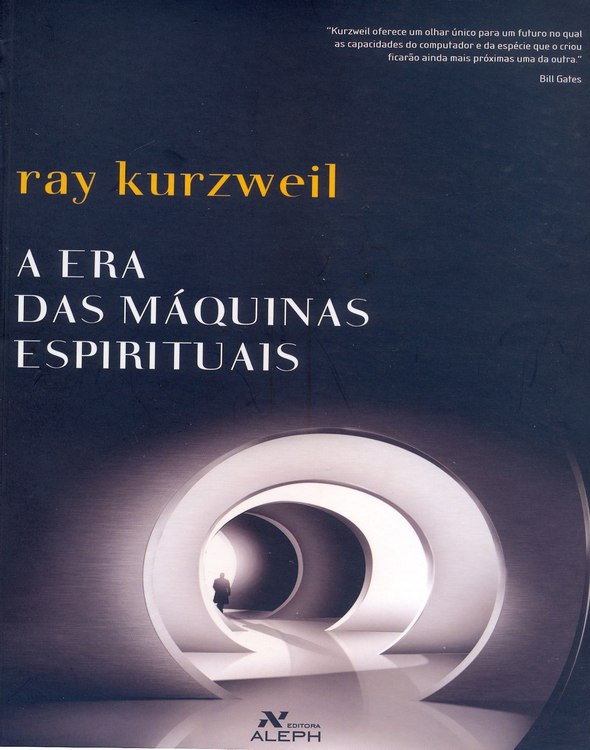 “Kurzweil oferece um olhar único para um futuro no qual
as capacidades do computador e da espécie que o criou
ficarão ainda mais próximas uma da outra.”
Bill Gates
ray kurzweil
A ERA
DAS MÁQUINAS
ESPIRITUAIS
EDITORA
ALEPH